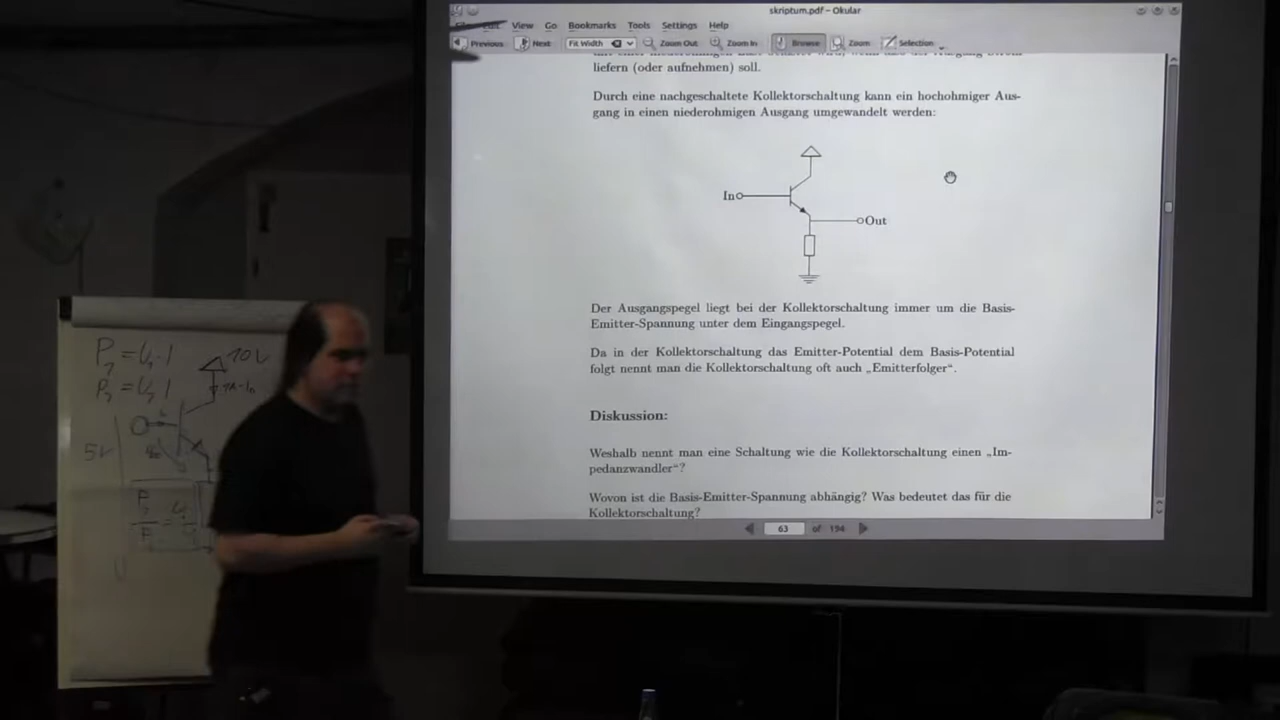 skriptum.pdf - Okular
View Go Bookmarks Tools Settings Help
Previous Next Fit Width Zoom Out Zoom In Browse Zoom Selection
liefern (oder aufnehmen) soll.
Durch eine nachgeschaltete Kollektorschaltung kann ein hochohmiger Aus-
gang in einen niederohmigen Ausgang umgewandelt werden:
In
Out
Der Ausgangspegel liegt bei der Kollektorschaltung immer um die Basis-
Emitter-Spannung unter dem Eingangspegel.
Da in der Kollektorschaltung das Emitter-Potential dem Basis-Potential
folgt nennt man die Kollektorschaltung oft auch „Emitterfolger“.
Diskussion:
Weshalb nennt man eine Schaltung wie die Kollektorschaltung einen „Im-
pedanzwandler“?
Wovon ist die Basis-Emitter-Spannung abhängig? Was bedeutet das für die
Kollektorschaltung?
63 of 194
10V
5V